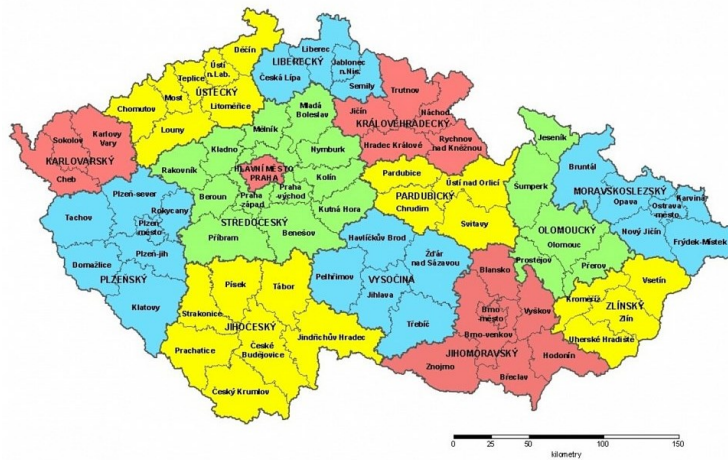 Děčín
Ústí
n.Lab.
Teplice
ÚSTECKÝ
Most
Chomutov
Litoměřice
Louny
Liberec
LIBERECKÝ
Jablonec
n.Nis.
Česká Lípa
Semily
Trutnov
Jičín
Náchod
KRÁLOVÉHRADECKÝ
Hradec Králové
Rychnov
nad Kněžnou
Sokolov
Karlovy
Vary
KARLOVARSKÝ
Cheb
Mladá
Boleslav
Mělník
Kladno
Nymburk
Rakovník
HLAVNÍ MĚSTO
PRAHA
Kolín
Beroun
Praha
západ
Praha
východ
Kutná Hora
STŘEDOČESKÝ
Příbram
Benešov
Plzeň-sever
Rokycany
Tachov
Plzeň
-město
Plzeň-jih
Domažlice
PLZEŇSKÝ
Klatovy
Pardubice
Ústí nad Orlicí
PARDUBICKÝ
Chrudim
Svitavy
Jeseník
Šumperk
OLOMOUCKÝ
Olomouc
Prostějov
Přerov
Bruntál
MORAVSKOSLEZSKÝ
Karviná
Opava
Ostrava
-město
Nový Jičín
Frýdek-Místek
Havlíčkův Brod
Žďár
nad Sázavou
Pelhřimov
VYSOČINA
Jihlava
Třebíč
Písek
Tábor
Strakonice
JIHOČESKÝ
Jindřichův Hradec
Prachatice
České
Budějovice
Český Krumlov
Blansko
Brno
-město
Vyškov
Brno-venkov
JIHOMORAVSKÝ
Hodonín
Znojmo
Břeclav
Vsetín
Kroměříž
ZLÍNSKÝ
Zlín
Uherské Hradiště
0 25 50 100 150
kilometry